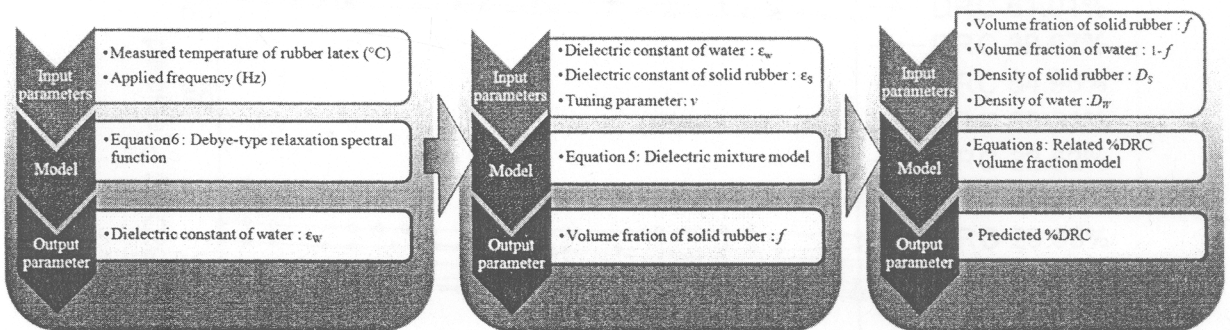 Input
parameters
•Measured temperature of rubber latex (°C)
•Applied frequency (Hz)
Model
•Equation6: Debye-type relaxation spectral
function
Output
parameter
•Dielectric constant of water : εW
Input
parameters
•Dielectric constant of water : εw
•Dielectric constant of solid rubber : εS
•Tuning parameter: v
Model
•Equation 5: Dielectric mixture model
Output
parameter
•Volume fration of solid rubber : f
Input
parameters
•Volume fration of solid rubber : f
•Volume fraction of water : 1-f
•Density of solid rubber : DS
•Density of water :DW
Model
•Equation 8: Related %DRC
volume fraction model
Output
parameter
• Predicted %DRC